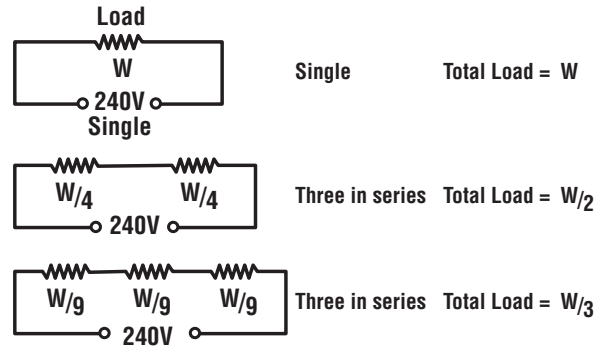 Load
W
240V
Single
Single Total Load = W
W/4 W/4
240V
Three in series Total Load = W/2
W/9 W/9 W/9
240V
Three in series Total Load = W/3